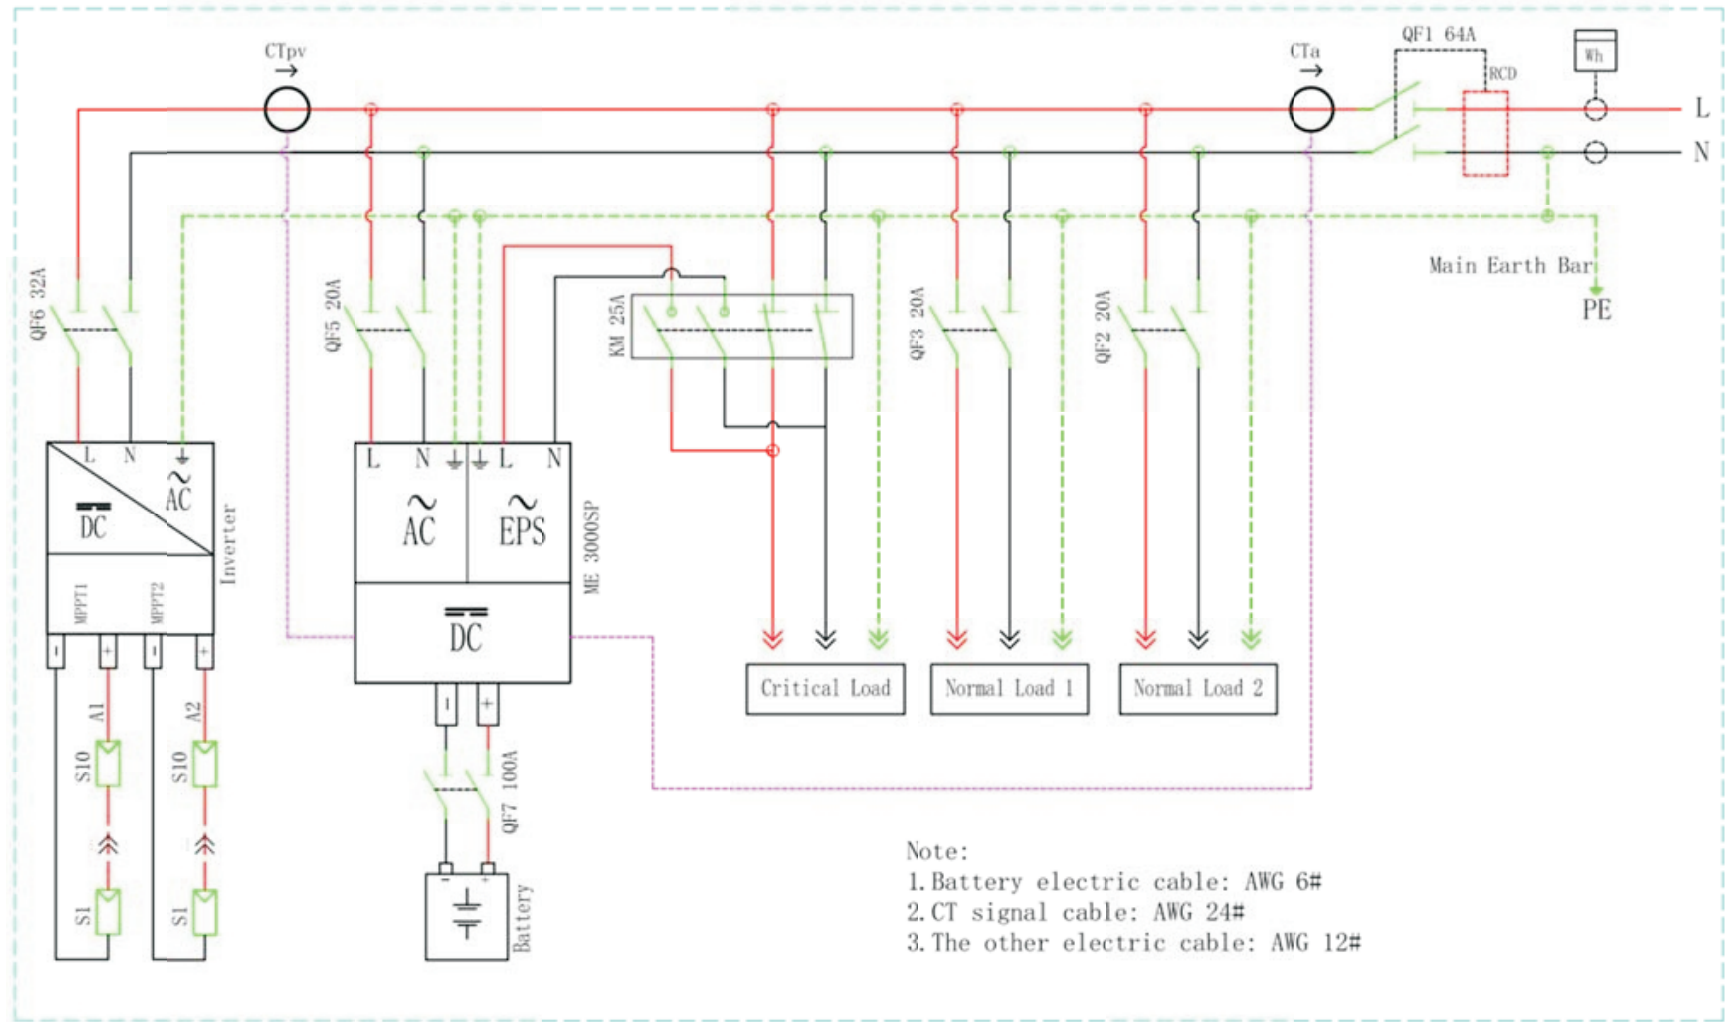 CTpv
CTa
QF1 64A
Wh
RCD
L
N
Main Earth Bar
PE
QF6 32A
QF5 20A
KM 25A
QF3 20A
QF2 20A
L N
AC
DC
Inverter
MPPT1
MPPT2
- + - +
L N L N
AC
EPS
ME 3000SP
DC
- +
A1
A2
S10
S10
S1
S1
QF7 100A
- +
Battery
Critical Load
Normal Load 1
Normal Load 2
Note:
1.Battery electric cable: AWG 6#
2.CT signal cable: AWG 24#
3.The other electric cable: AWG 12#